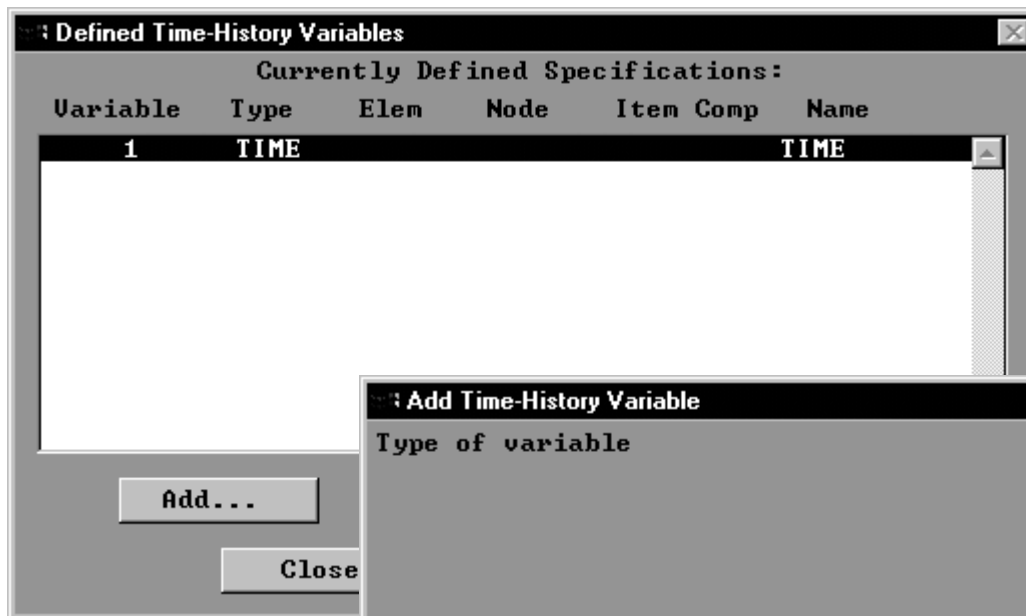 Defined Time-History Variables
Currently Defined Specifications:
Variable Type Elem Node Item Comp Name
1 TIME TIME
Add Time-History Variable
Type of variable
Add...
Close